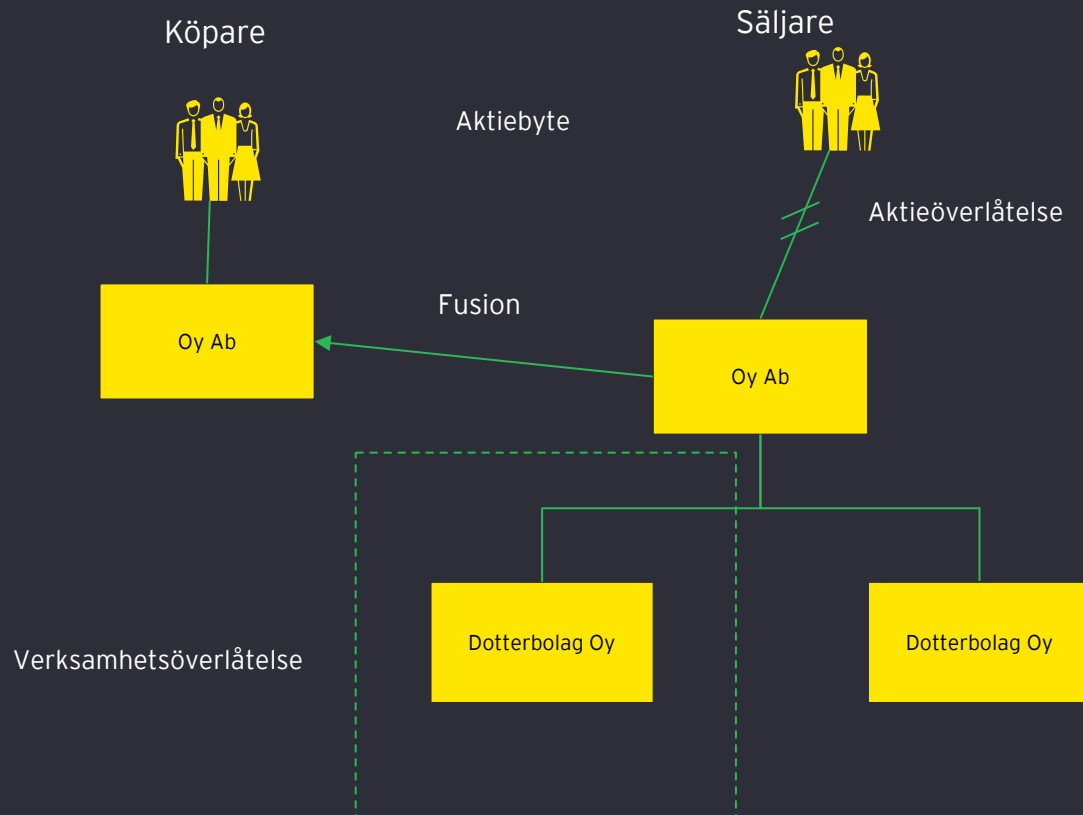 Köpare
Säljare
Aktiebyte
Aktieöverlåtelse
Fusion
Oy Ab
Oy Ab
Dotterbolag Oy
Dotterbolag Oy
Verksamhetsöverlåtelse